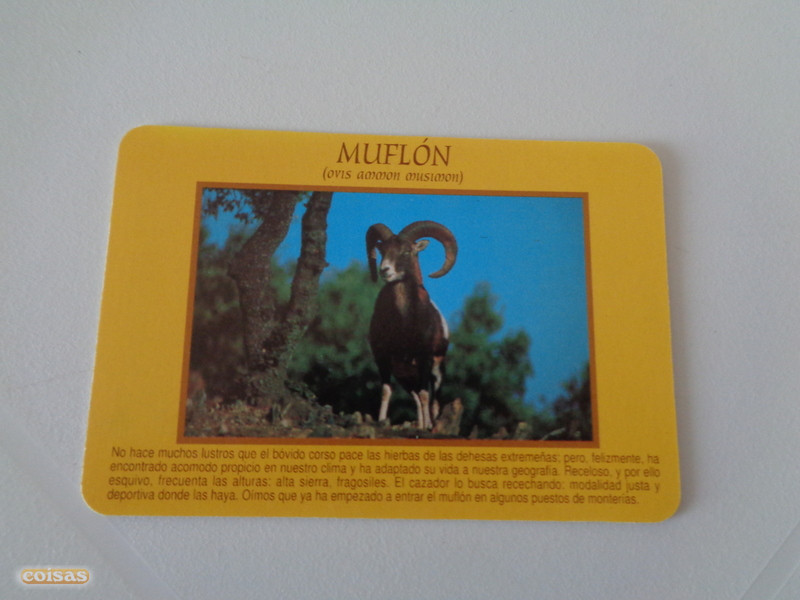 MUFLÓN
(ovis ammon musimon)
No hace muchos lustros que el bóvido corso pace las hierbas de las dehesas extremeñas; pero, felizmente, ha
encontrado acomodo propicio en nuestro clima y ha adaptado su vida a nuestra geografía. Receloso, y por ello
esquivo, frecuenta las alturas: alta sierra, fragosiles. El cazador lo busca recechando: modalidad justa y
deportiva donde las haya. Oímos que ya ha empezado a entrar el muflón en algunos puestos de monterías.
coisas